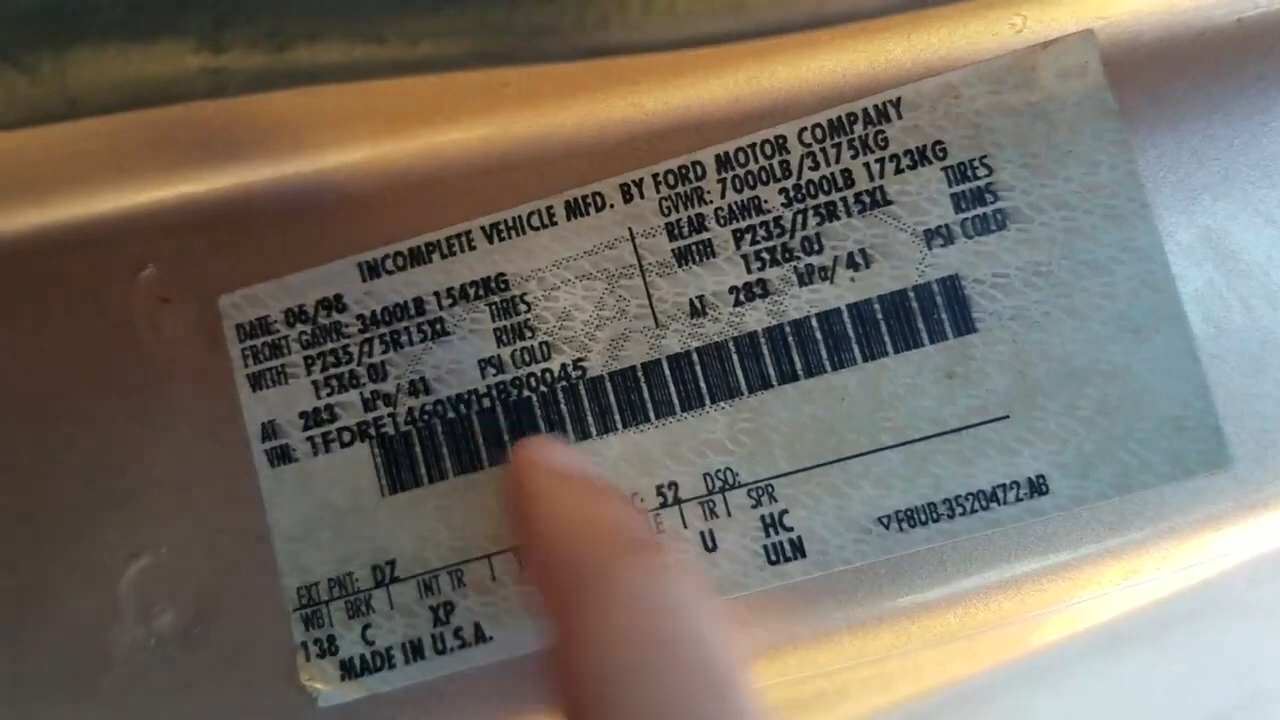 INCOMPLETE VEHICLE MFD. BY FORD MOTOR COMPANY
DATE: 06/98
GVWR: 7000LB/3175KG
FRONT GAWR: 3400LB 1542KG
REAR GAWR: 3800LB 1723KG
WITH P235/75R15XL TIRES
WITH P235/75R15XL TIRES
15X6.0J RIMS
15X6.0J RIMS
AT 283 kPa/ 41 PSI COLD
AT 283 kPa/ 41 PSI COLD
VIN: 1FDRE1460WHB90045
EXT PNT: DZ
: 52 DSO:
WB BRK INT TR
TR SPR
138 C XP
U HC
ULN
MADE IN U.S.A.
▽F8UB-3520472-AB